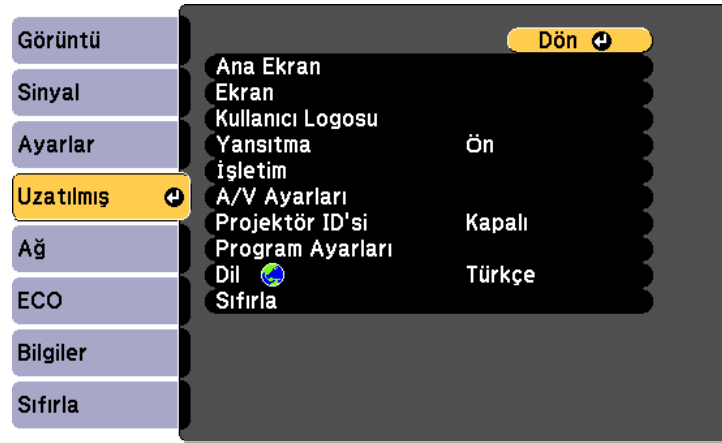 Görüntü
Sinyal
Ayarlar
Uzatılmış
Ağ
ECO
Bilgiler
Sıfırla
Dön
Ana Ekran
Ekran
Kullanıcı Logosu
Yansıtma Ön
İşletim
A/V Ayarları
Projektör ID'si Kapalı
Program Ayarları
Dil Türkçe
Sıfırla